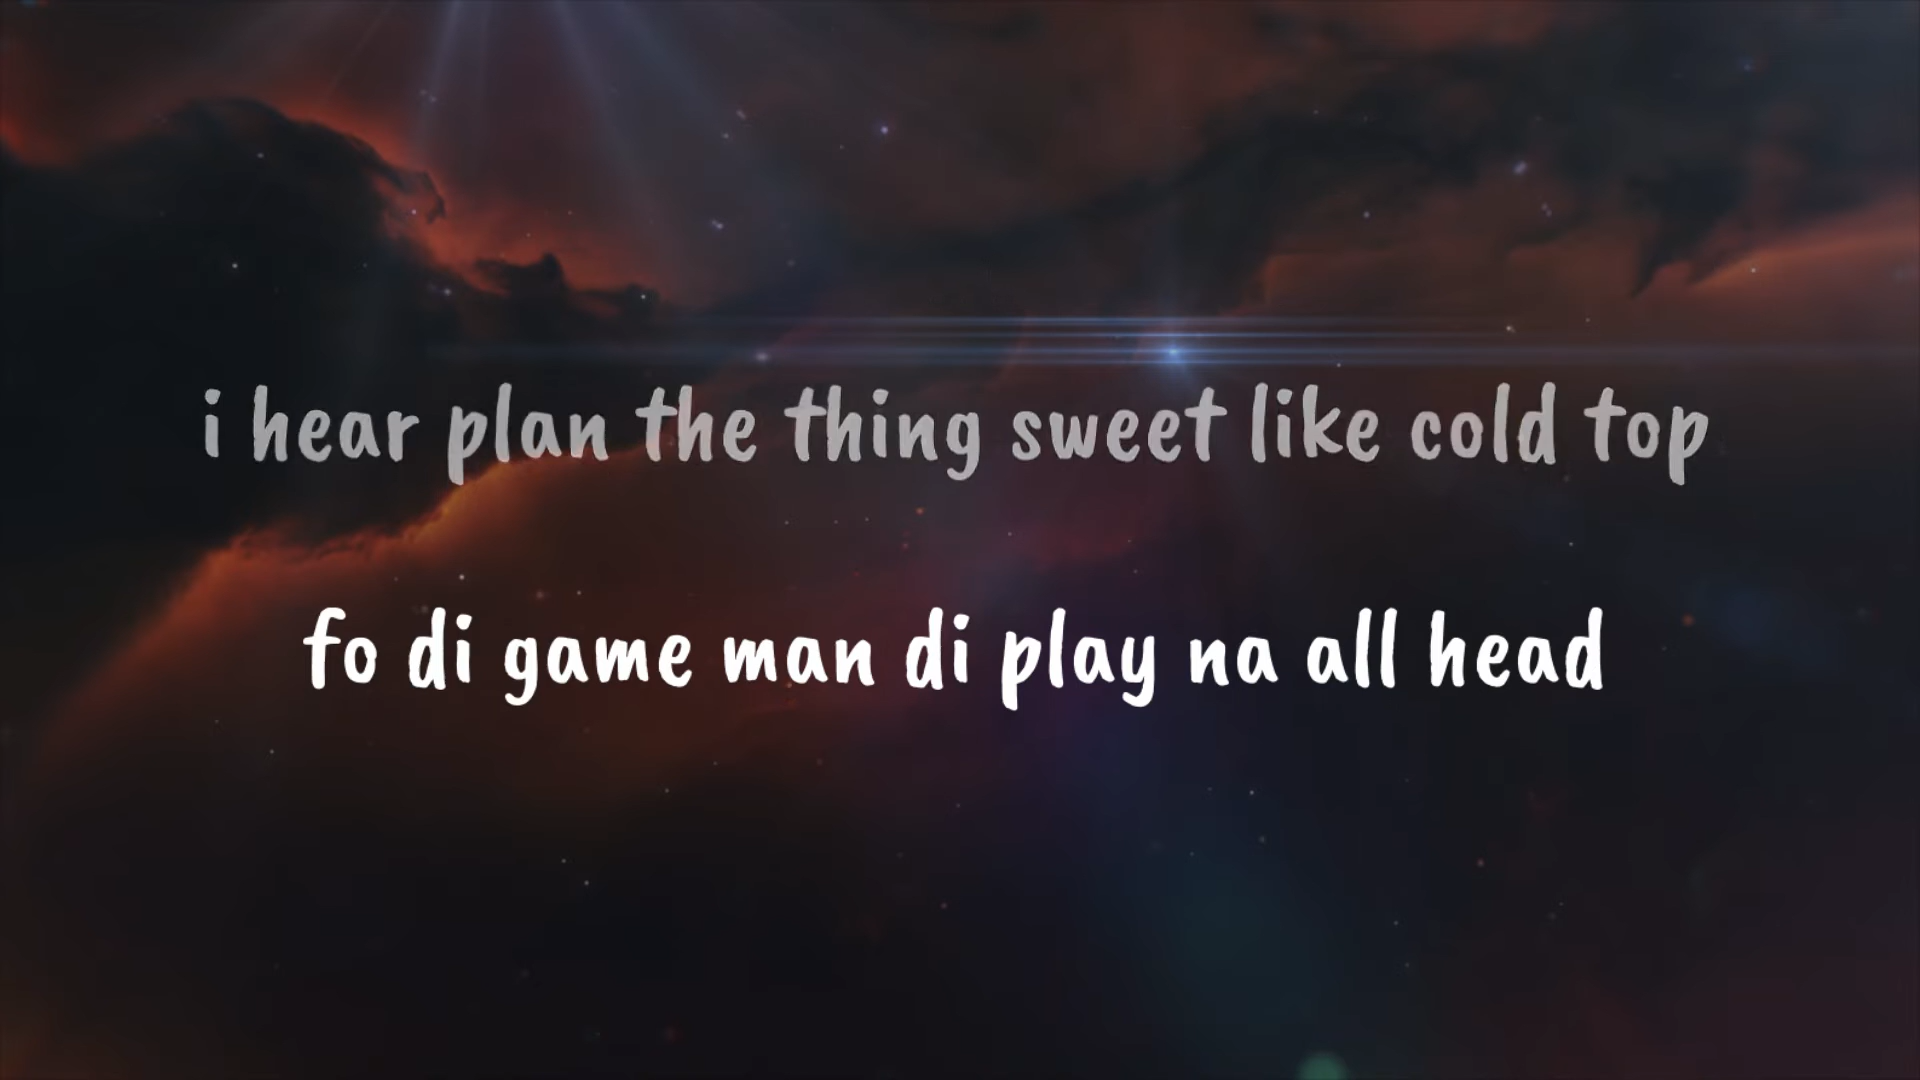 i hear plan the thing sweet like cold top
fo di game man di play na all head